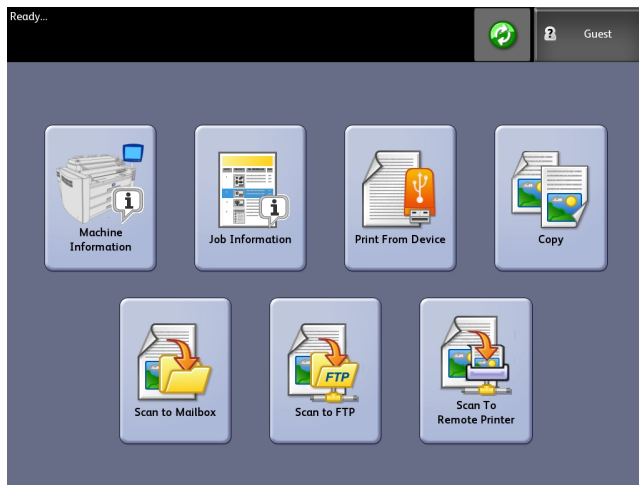 Ready...
Guest
Machine
Information
Job Information
Print From Device
Copy
Scan to Mailbox
FTP
Scan to FTP
Scan To
Remote Printer